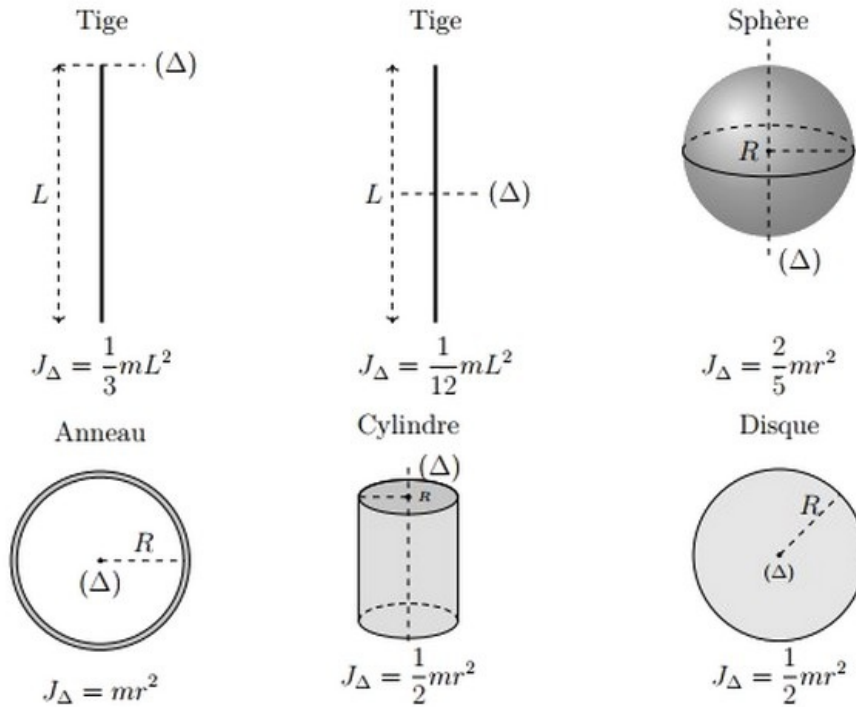 Tige Tige Sphère
(Δ)
L
L (Δ)
R
(Δ)
J_Δ = 1/3 mL² J_Δ = 1/12 mL² J_Δ = 2/5 mr²
Anneau Cylindre Disque
(Δ)
R
R
R
(Δ)
(Δ)
J_Δ = mr² J_Δ = 1/2 mr² J_Δ = 1/2 mr²